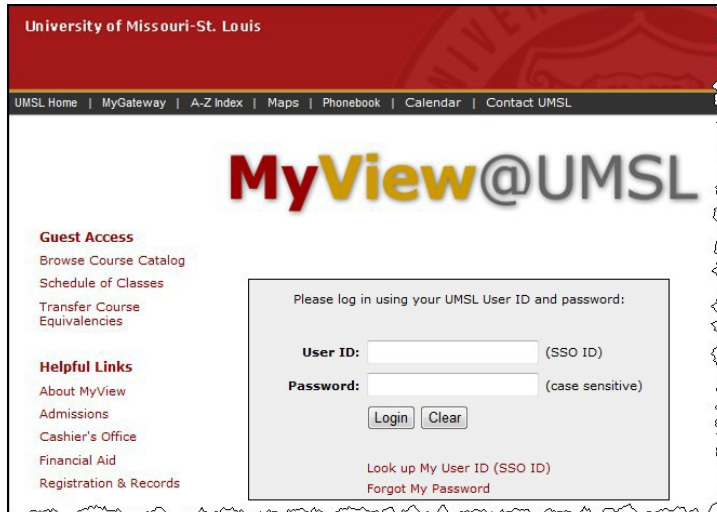 University of Missouri-St. Louis
UMSL Home | MyGateway | A-Z Index | Maps | Phonebook | Calendar | Contact UMSL
MyView@UMSL
Guest Access
Browse Course Catalog
Schedule of Classes
Transfer Course
Equivalencies
Helpful Links
About MyView
Admissions
Cashier's Office
Financial Aid
Registration & Records
Please log in using your UMSL User ID and password:
User ID: (SSO ID)
Password: (case sensitive)
Login Clear
Look up My User ID (SSO ID)
Forgot My Password